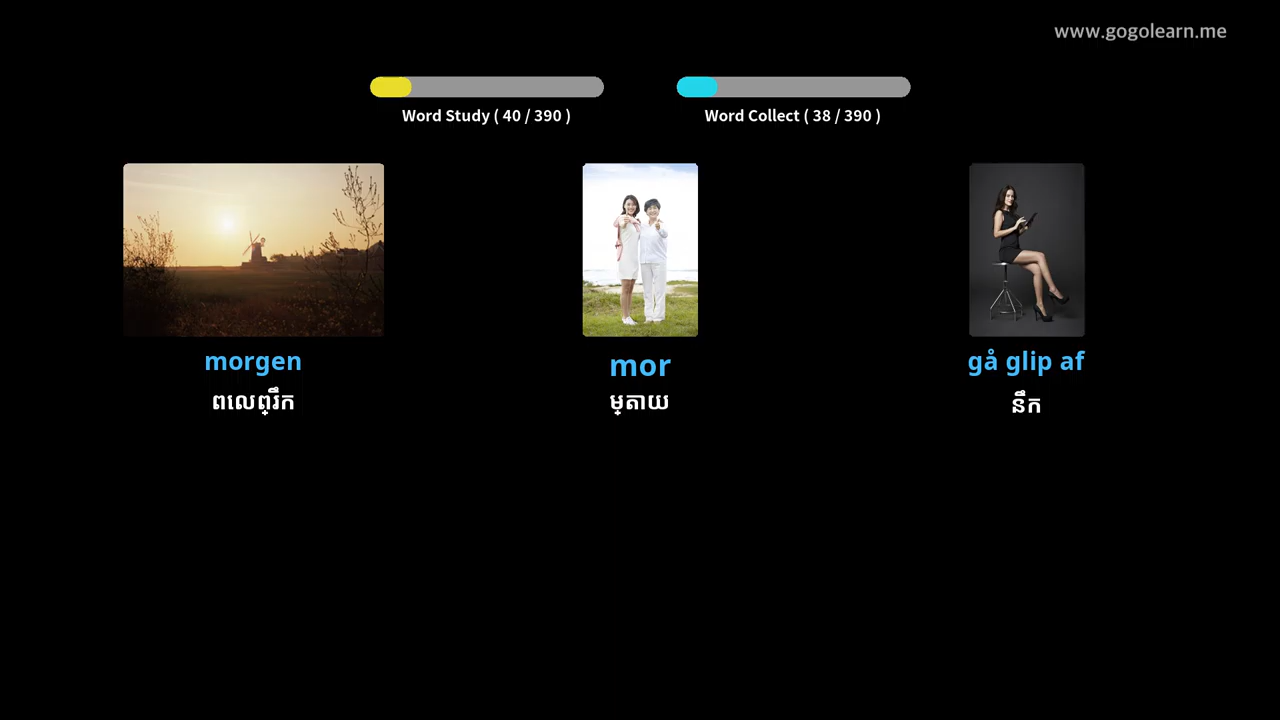 www.gogolearn.me
Word Study ( 40 / 390 )
Word Collect ( 38 / 390 )
morgen
ពលេព្រឹក
mor
ម្តាយ
gå glip af
នឹក